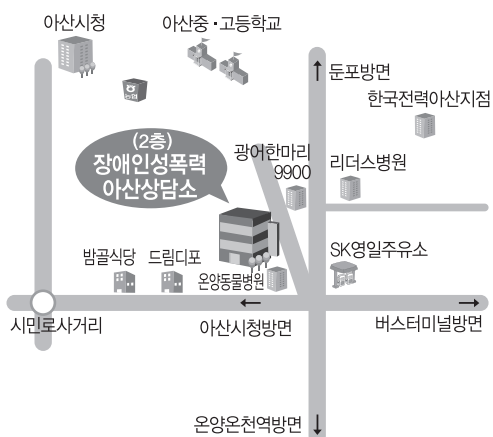 아산시청
아산중·고등학교
둔포방면
한국전력아산지점
(2층)
장애인성폭력
아산상담소
광어한마리
9900
리더스병원
밤골식당
드림디포
온양동물병원
SK영일주유소
시민로사거리
아산시청방면
버스터미널방면
온양온천역방면